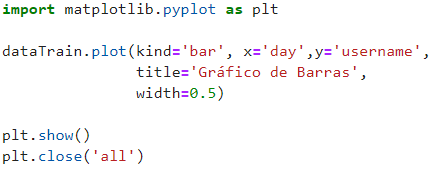 import matplotlib.pyplot as plt
dataTrain.plot(kind='bar', x='day',y='username',
title='Gráfico de Barras',
width=0.5)
plt.show()
plt.close('all')